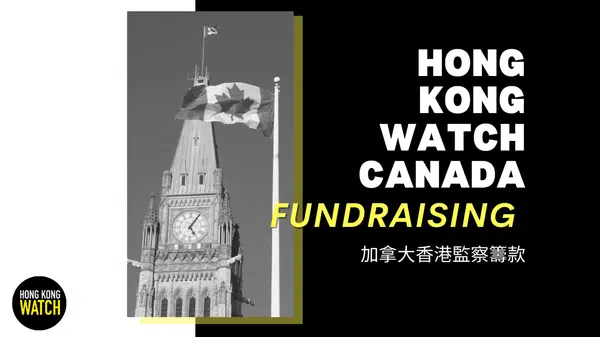 HONG
KONG
WATCH
CANADA
FUNDRAISING
加拿大香港監察籌款
HONG KONG
WATCH